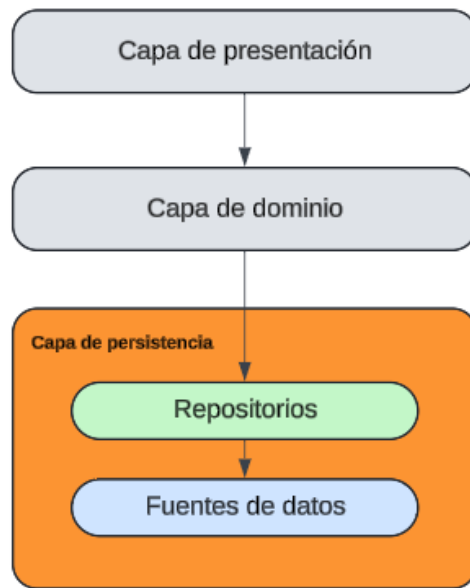 Capa de presentación
Capa de dominio
Capa de persistencia
Repositorios
Fuentes de datos